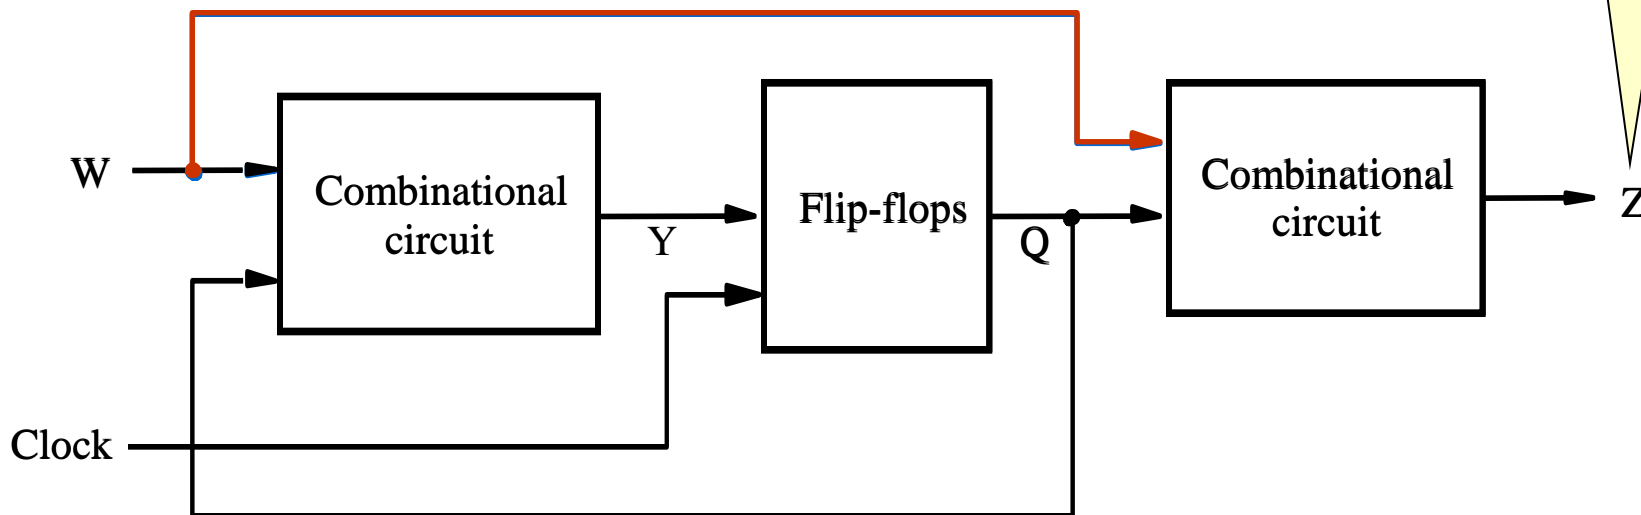 W
Combinational
circuit
Y
Flip-flops
Q
Combinational
circuit
Z
Clock